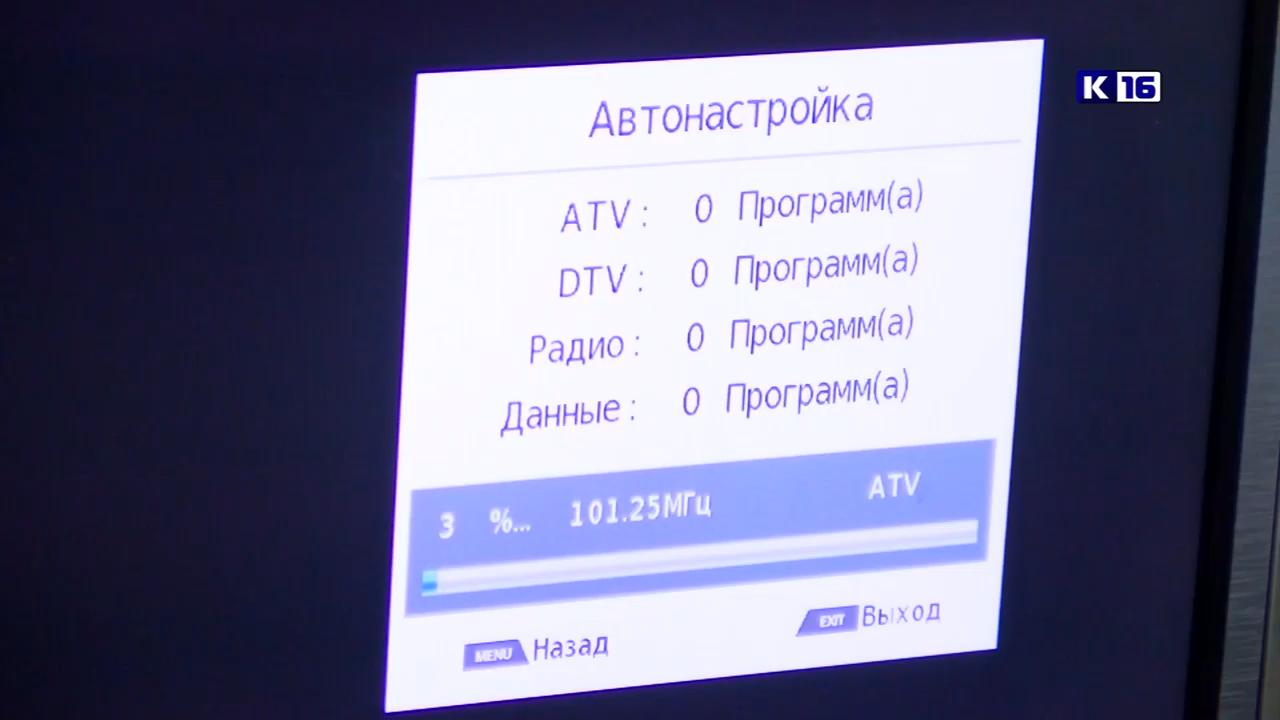 К 16
Автонастройка
ATV : 0 Программ(а)
DTV : 0 Программ(а)
Радио : 0 Программ(а)
Данные : 0 Программ(а)
3 %... 101.25МГц ATV
MENU Назад EXIT Выход